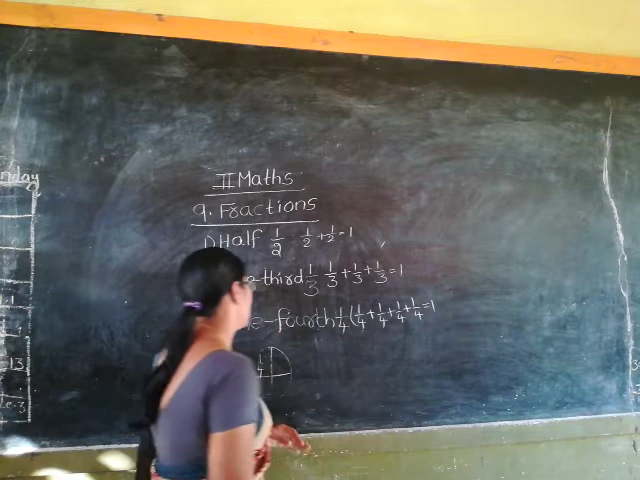 II Maths
9. Fractions
1) Half 1/2 1/2 + 1/2 = 1
third 1/3 1/3 + 1/3 + 1/3 = 1
fourth 1/4 (1/4 + 1/4 + 1/4 + 1/4 = 1
nday